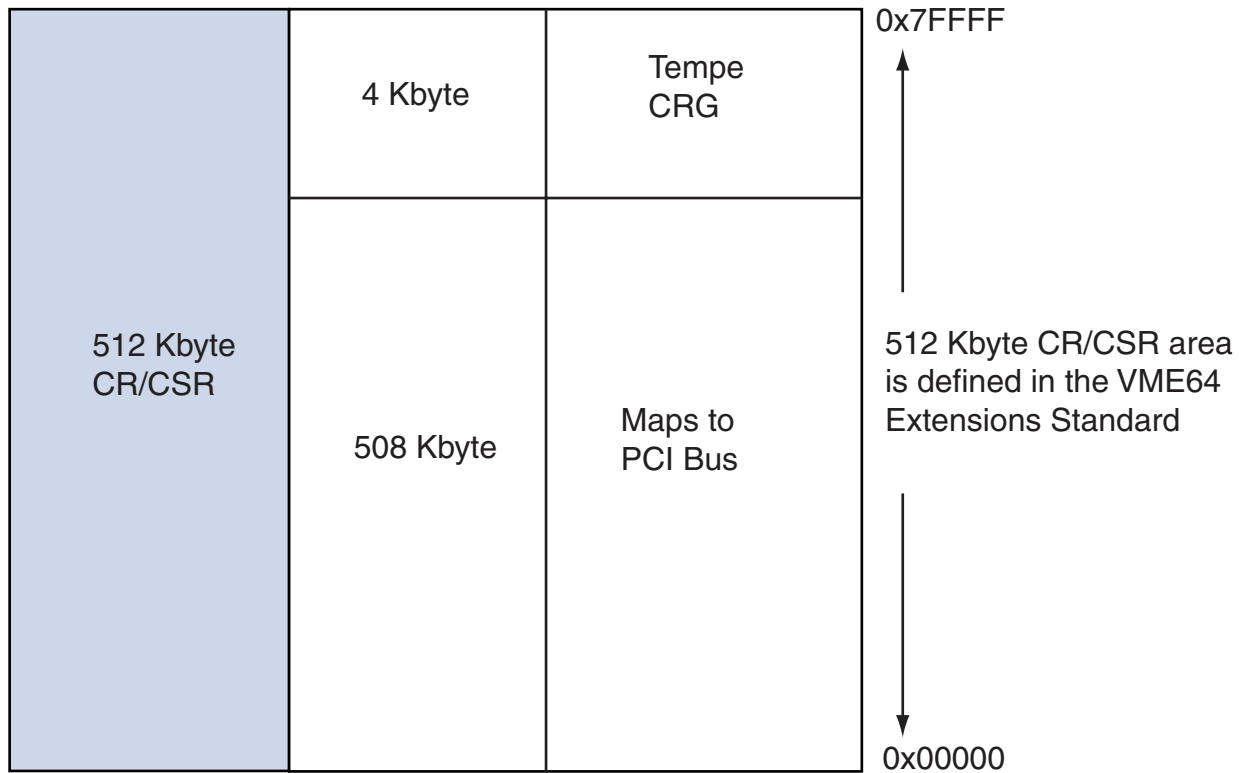 0x7FFFF
4 Kbyte
Tempe
CRG
512 Kbyte
CR/CSR
508 Kbyte
Maps to
PCI Bus
512 Kbyte CR/CSR area
is defined in the VME64
Extensions Standard
0x00000